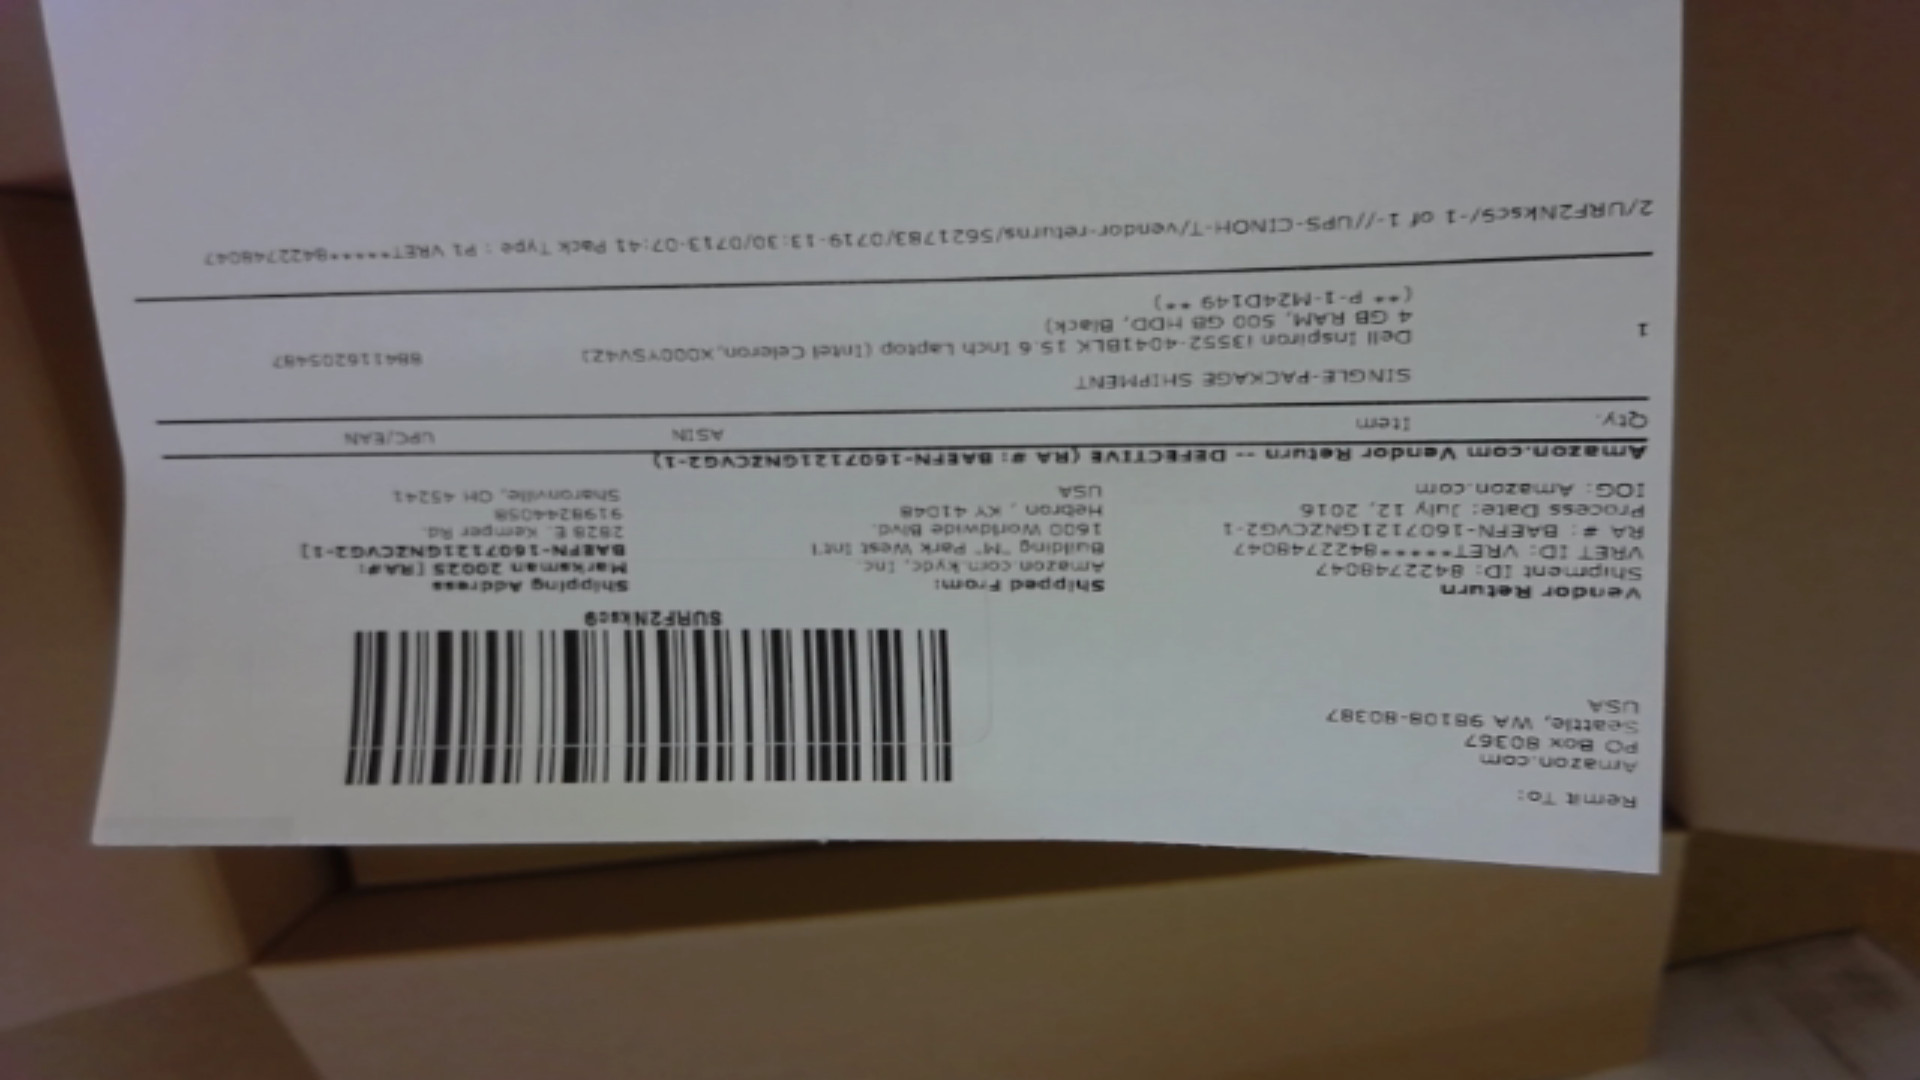 Remit To:
Amazon.com
PO Box 80367
Seattle, WA 98108-80387
USA
SURF2Nksc9
Vendor Return
Shipment ID: 8422748047
VRET ID: VRET*****8422748047
RA #: BAEFN-1607121GNZCVG2-1
Process Date: July 12, 2016
IOG: Amazon.com
Shipped From:
Amazon.com.kydc, Inc.
Building "M" Park West Int'l
1600 Worldwide Blvd.
Hebron , KY 41048
USA
Shipping Address
Marksman 20025 (RA#:
BAEFN-1607121GNZCVG2-1)
2828 E. Kemper Rd.
9198244058
Sharonville, OH 45241
Amazon.com Vendor Return -- DEFECTIVE (RA #: BAEFN-1607121GNZCVG2-1)
Qty. Item ASIN UPC/EAN
SINGLE-PACKAGE SHIPMENT
1 Dell Inspiron i3552-4041BLK 15.6 Inch Laptop (Intel Celeron, X000YSV4Z) 884116205487
4 GB RAM, 500 GB HDD, Black)
(** P-1-M24D149 **)
2/URF2NkscS/-1 of 1-//UPS-CINOH-T/vendor-returns/5621783/0719-13:30/0713-07:41 Pack Type : P1 VRET*****8422748047